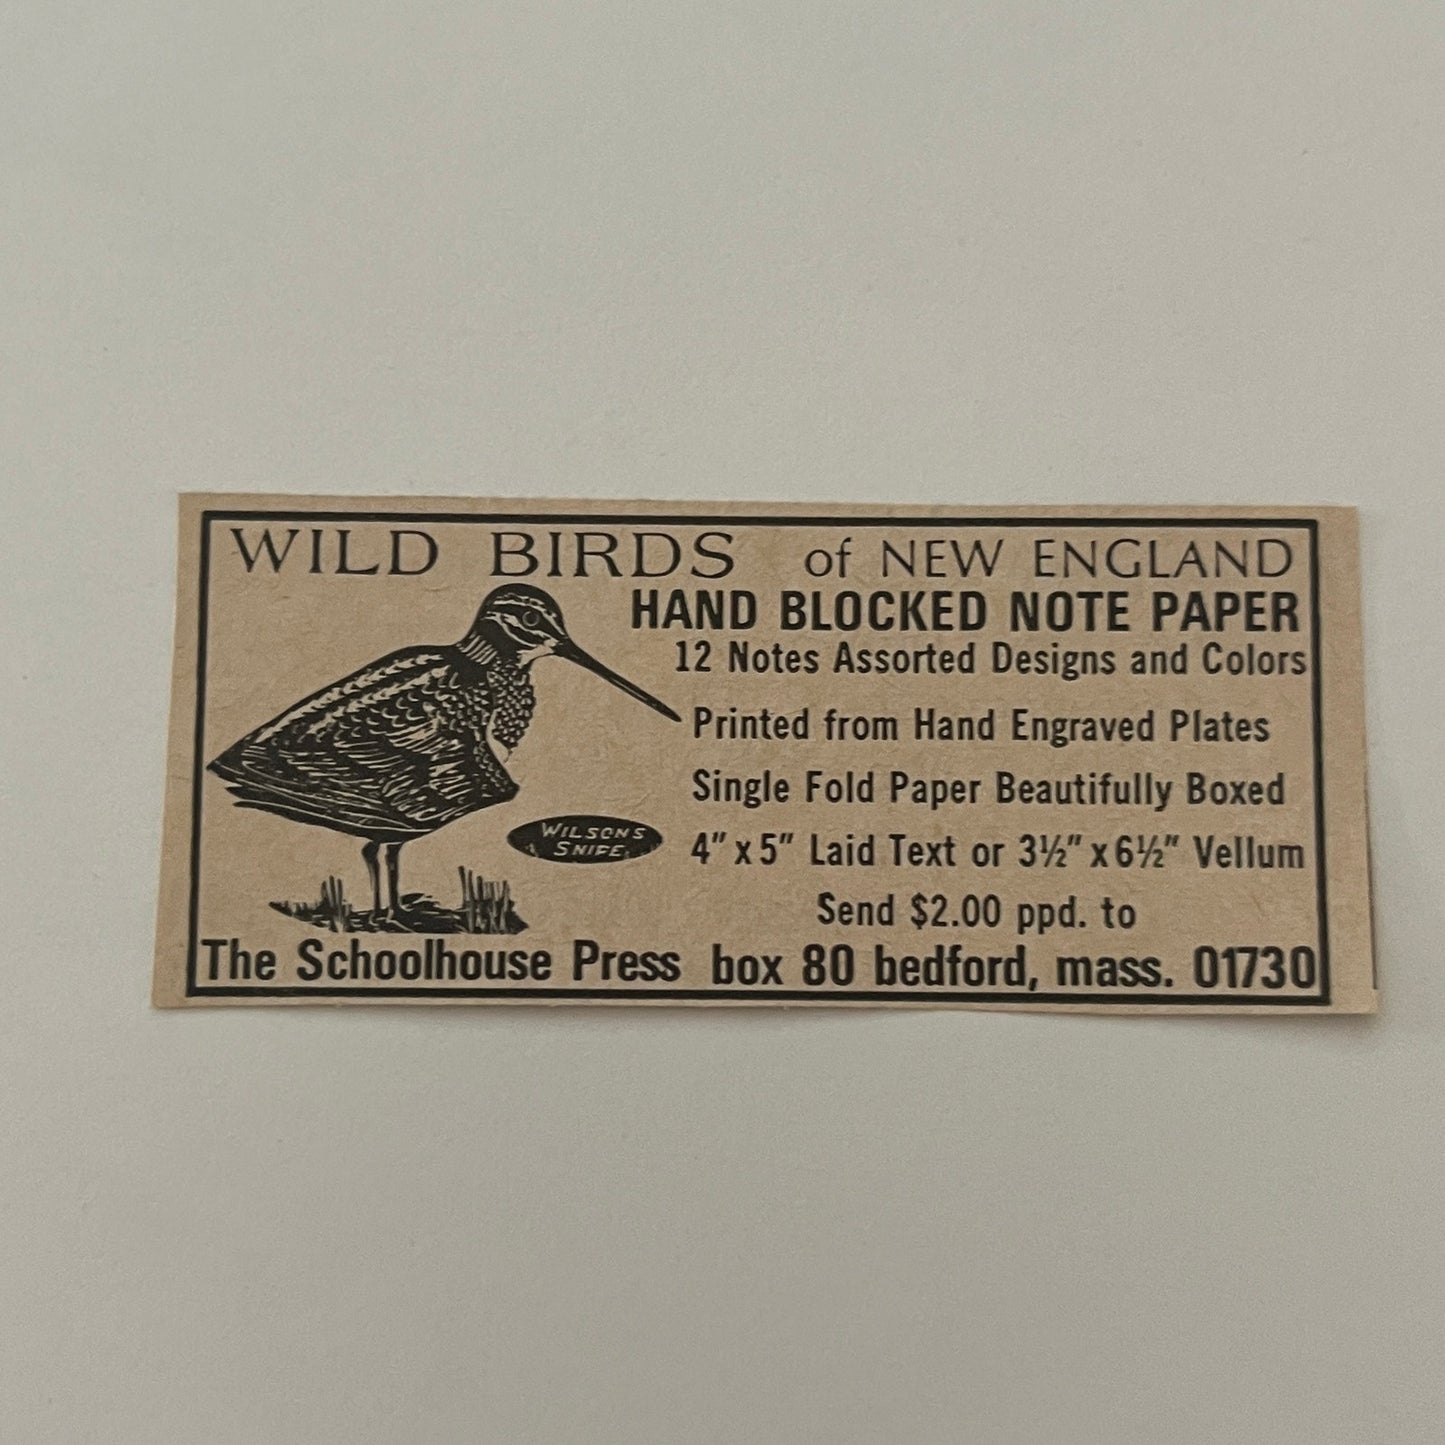 WILD BIRDS of NEW ENGLAND
HAND BLOCKED NOTE PAPER
12 Notes Assorted Designs and Colors
Printed from Hand Engraved Plates
Single Fold Paper Beautifully Boxed
WILSONS
SNIPE
4" x 5" Laid Text or 3½" x 6½" Vellum
Send $2.00 ppd. to
The Schoolhouse Press box 80 bedford, mass. 01730